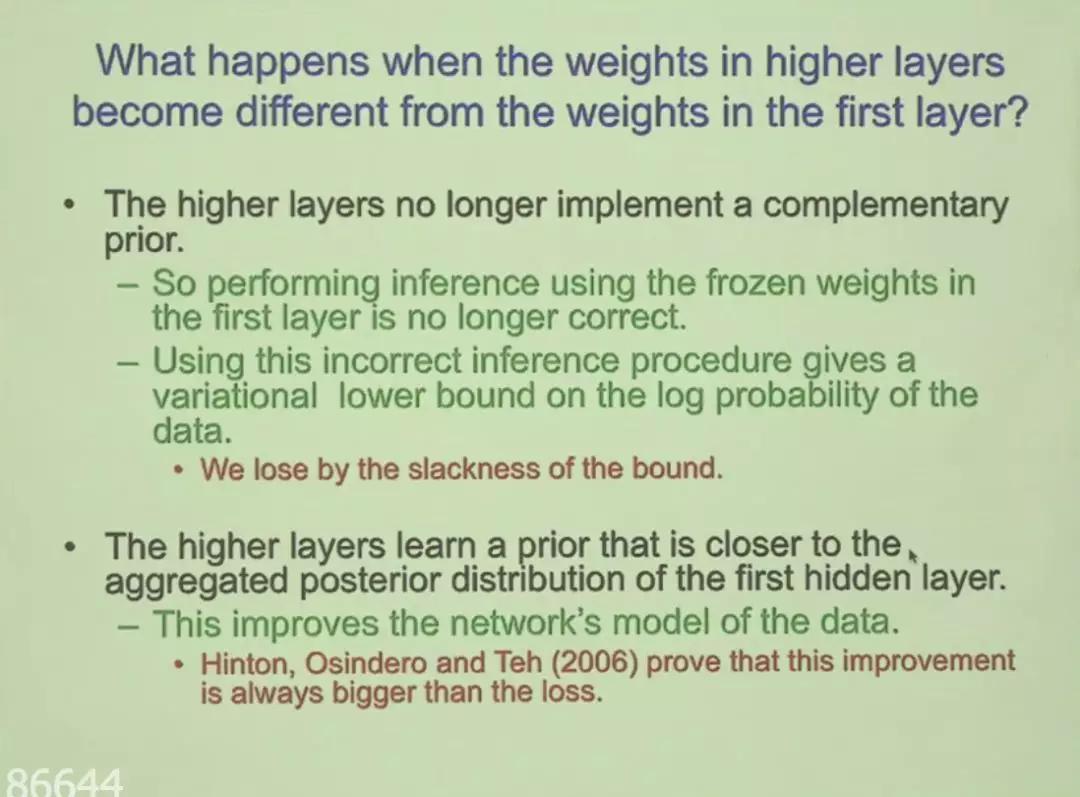 What happens when the weights in higher layers
become different from the weights in the first layer?
• The higher layers no longer implement a complementary
prior.
– So performing inference using the frozen weights in
the first layer is no longer correct.
– Using this incorrect inference procedure gives a
variational lower bound on the log probability of the
data.
• We lose by the slackness of the bound.
• The higher layers learn a prior that is closer to the
aggregated posterior distribution of the first hidden layer.
– This improves the network's model of the data.
• Hinton, Osindero and Teh (2006) prove that this improvement
is always bigger than the loss.
86644